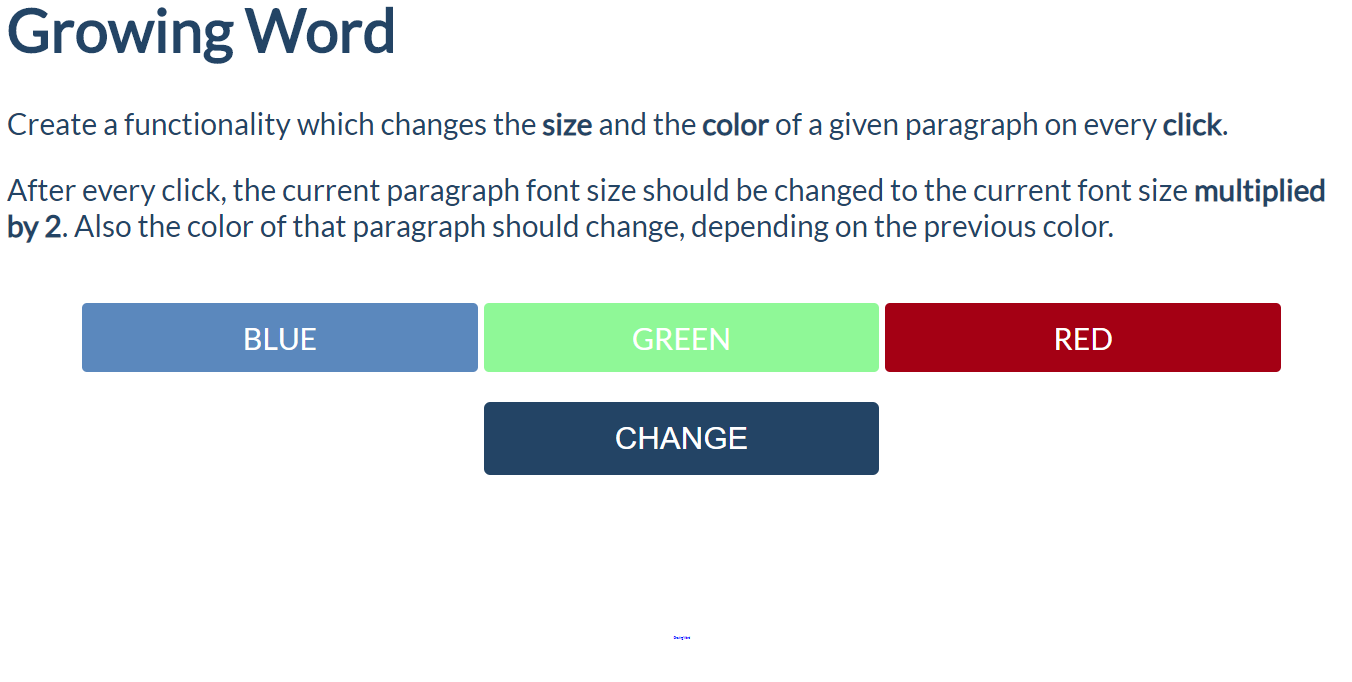 Growing Word
Create a functionality which changes the size and the color of a given paragraph on every click.
After every click, the current paragraph font size should be changed to the current font size multiplied
by 2. Also the color of that paragraph should change, depending on the previous color.
BLUE GREEN RED
CHANGE